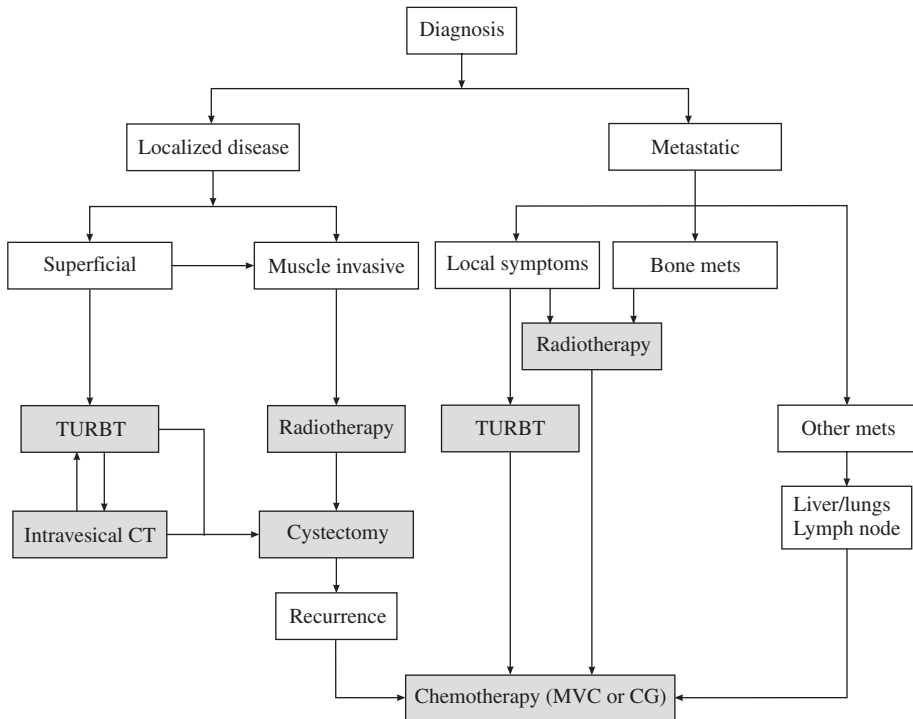 Diagnosis
Localized disease
Metastatic
Superficial
Muscle invasive
Local symptoms
Bone mets
Radiotherapy
TURBT
Radiotherapy
TURBT
Other mets
Intravesical CT
Cystectomy
Liver/lungs
Lymph node
Recurrence
Chemotherapy (MVC or CG)